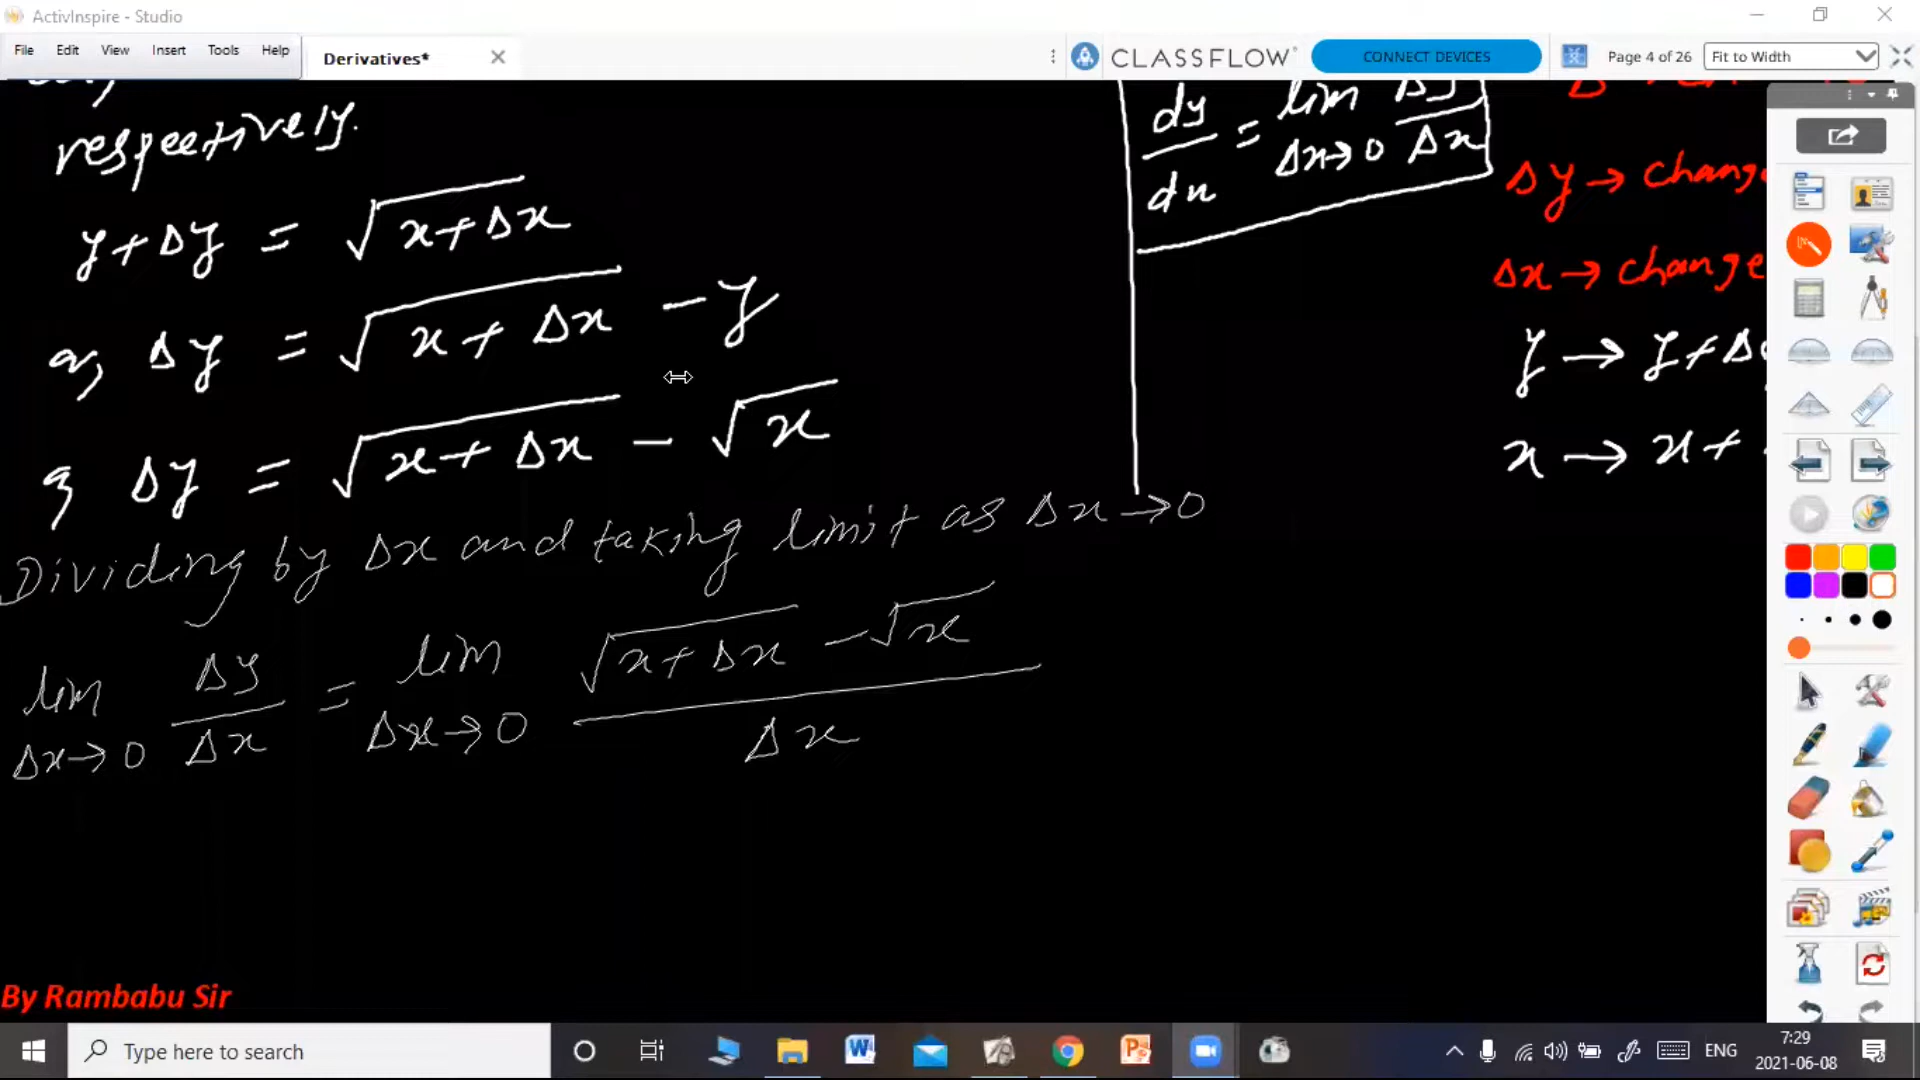 ActivInspire - Studio
File Edit View Insert Tools Help Derivatives* CLASSFLOW CONNECT DEVICES Page 4 of 26 Fit to Width
respectively.
y+Δy = √(x+Δx)
or, Δy = √(x+Δx) - y
Δy = √(x+Δx) - √x
Dividing by Δx and taking limit as Δx→0
lim Δx→0 Δy/Δx = lim Δx→0 (√(x+Δx) - √x)/Δx
dy/dx = lim Δx→0 Δy/Δx
Δy → chang
Δx → change
y → y+Δ
x → x+
By Rambabu Sir
Type here to search
ENG 7:29
2021-06-08